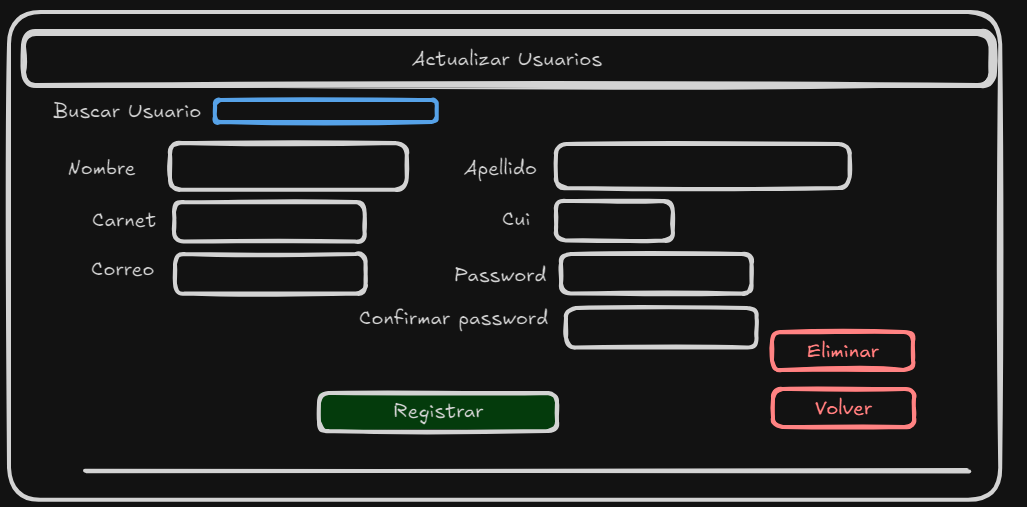 Actualizar Usuarios
Buscar Usuario
Nombre
Apellido
Carnet
Cui
Correo
Password
Confirmar password
Eliminar
Registrar
Volver